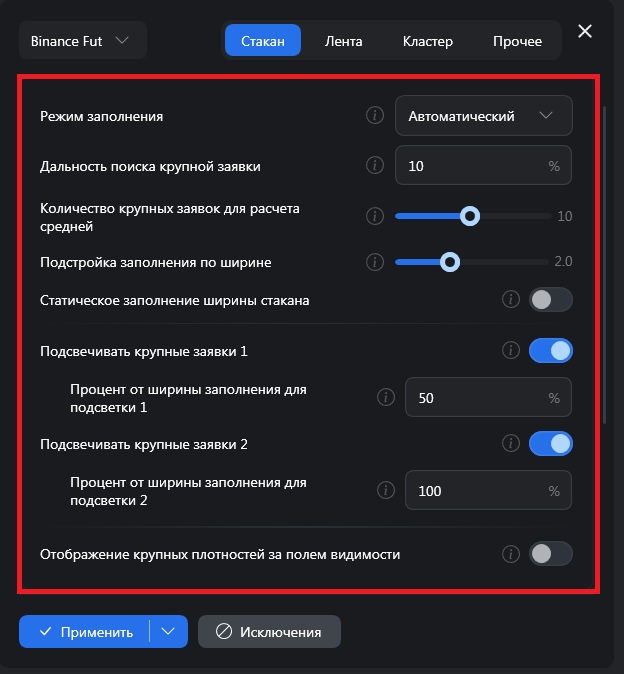 Binance Fut
Стакан
Лента
Кластер
Прочее
Режим заполнения
Автоматический
Дальность поиска крупной заявки
10 %
Количество крупных заявок для расчета
средней
10
Подстройка заполнения по ширине
2.0
Статическое заполнение ширины стакана
Подсвечивать крупные заявки 1
Процент от ширины заполнения для
подсветки 1
50 %
Подсвечивать крупные заявки 2
Процент от ширины заполнения для
подсветки 2
100 %
Отображение крупных плотностей за полем видимости
Применить
Исключения